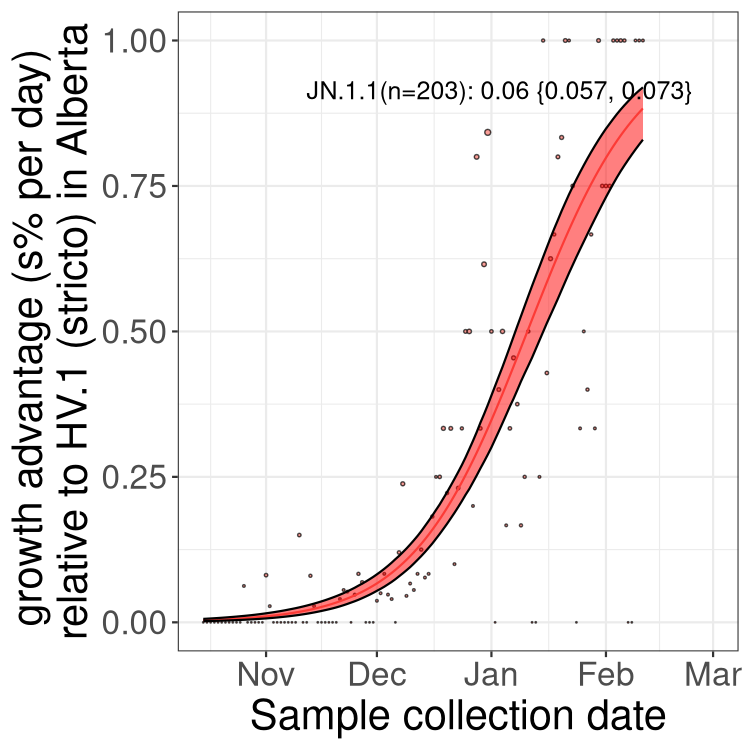 growth advantage (s% per day)
relative to HV.1 (stricto) in Alberta
1.00
0.75
0.50
0.25
0.00
JN.1.1(n=203): 0.06 {0.057, 0.073}
Nov Dec Jan Feb Mar
Sample collection date